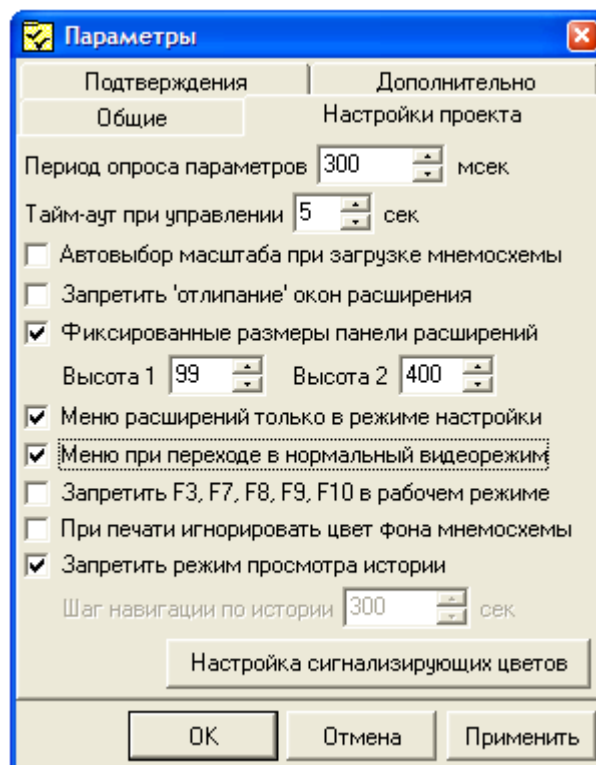 Параметры
Подтверждения Дополнительно
Общие Настройки проекта
Период опроса параметров 300 мсек
Тайм-аут при управлении 5 сек
Автовыбор масштаба при загрузке мнемосхемы
Запретить 'отлипание' окон расширения
Фиксированные размеры панели расширений
Высота 1 99 Высота 2 400
Меню расширений только в режиме настройки
Меню при переходе в нормальный видеорежим
Запретить F3, F7, F8, F9, F10 в рабочем режиме
При печати игнорировать цвет фона мнемосхемы
Запретить режим просмотра истории
Шаг навигации по истории 300 сек
Настройка сигнализирующих цветов
OK Отмена Применить